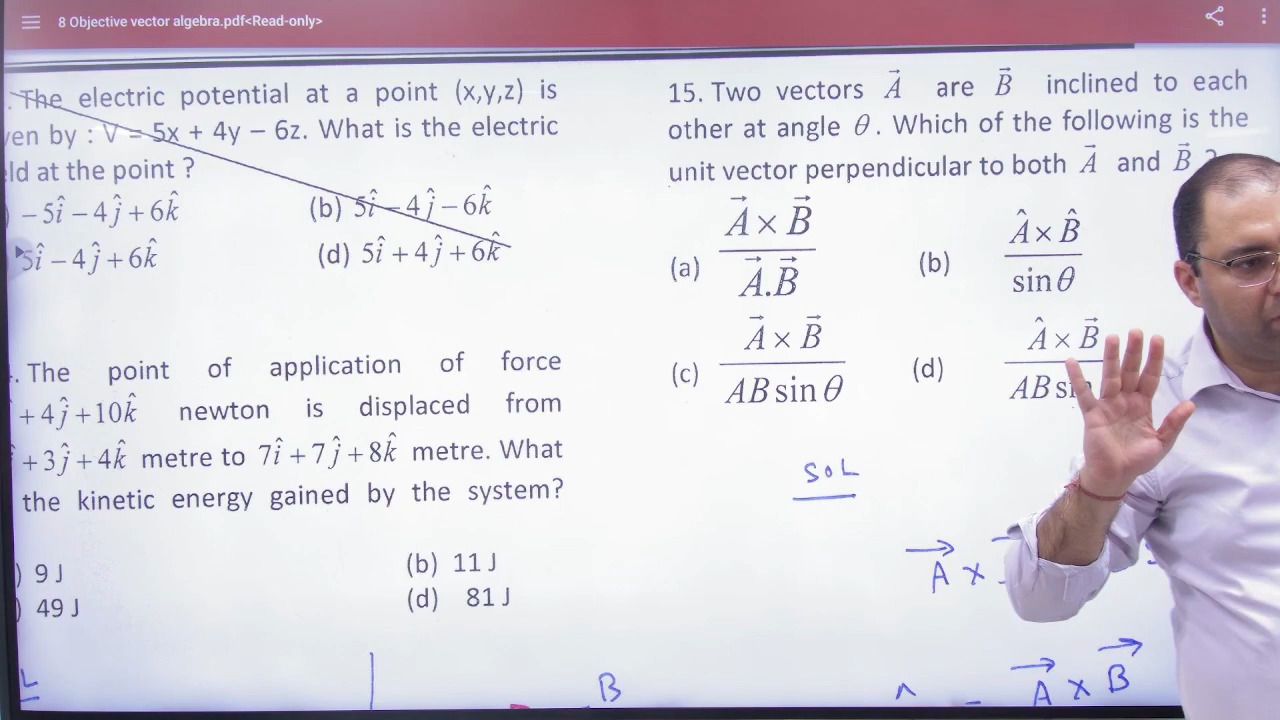 8 Objective vector algebra.pdf<Read-only>
. The electric potential at a point (x,y,z) is
ven by : V = 5x + 4y − 6z. What is the electric
ld at the point ?
) −5î − 4ĵ + 6k̂
(b) 5î − 4ĵ − 6k̂
5î − 4ĵ + 6k̂
(d) 5î + 4ĵ + 6k̂
. The point of application of force
+ 4ĵ + 10k̂ newton is displaced from
+ 3ĵ + 4k̂ metre to 7î + 7ĵ + 8k̂ metre. What
the kinetic energy gained by the system?
) 9 J
(b) 11 J
) 49 J
(d) 81 J
L
B
15. Two vectors A⃗ are B⃗ inclined to each
other at angle θ. Which of the following is the
unit vector perpendicular to both A⃗ and B⃗ ?
(a) A⃗ × B⃗ / A⃗.B⃗
(b) Â × B̂ / sin θ
(c) A⃗ × B⃗ / AB sin θ
(d) Â × B⃗ / AB sin
SOL
A⃗ ×
^ = A⃗ × B⃗